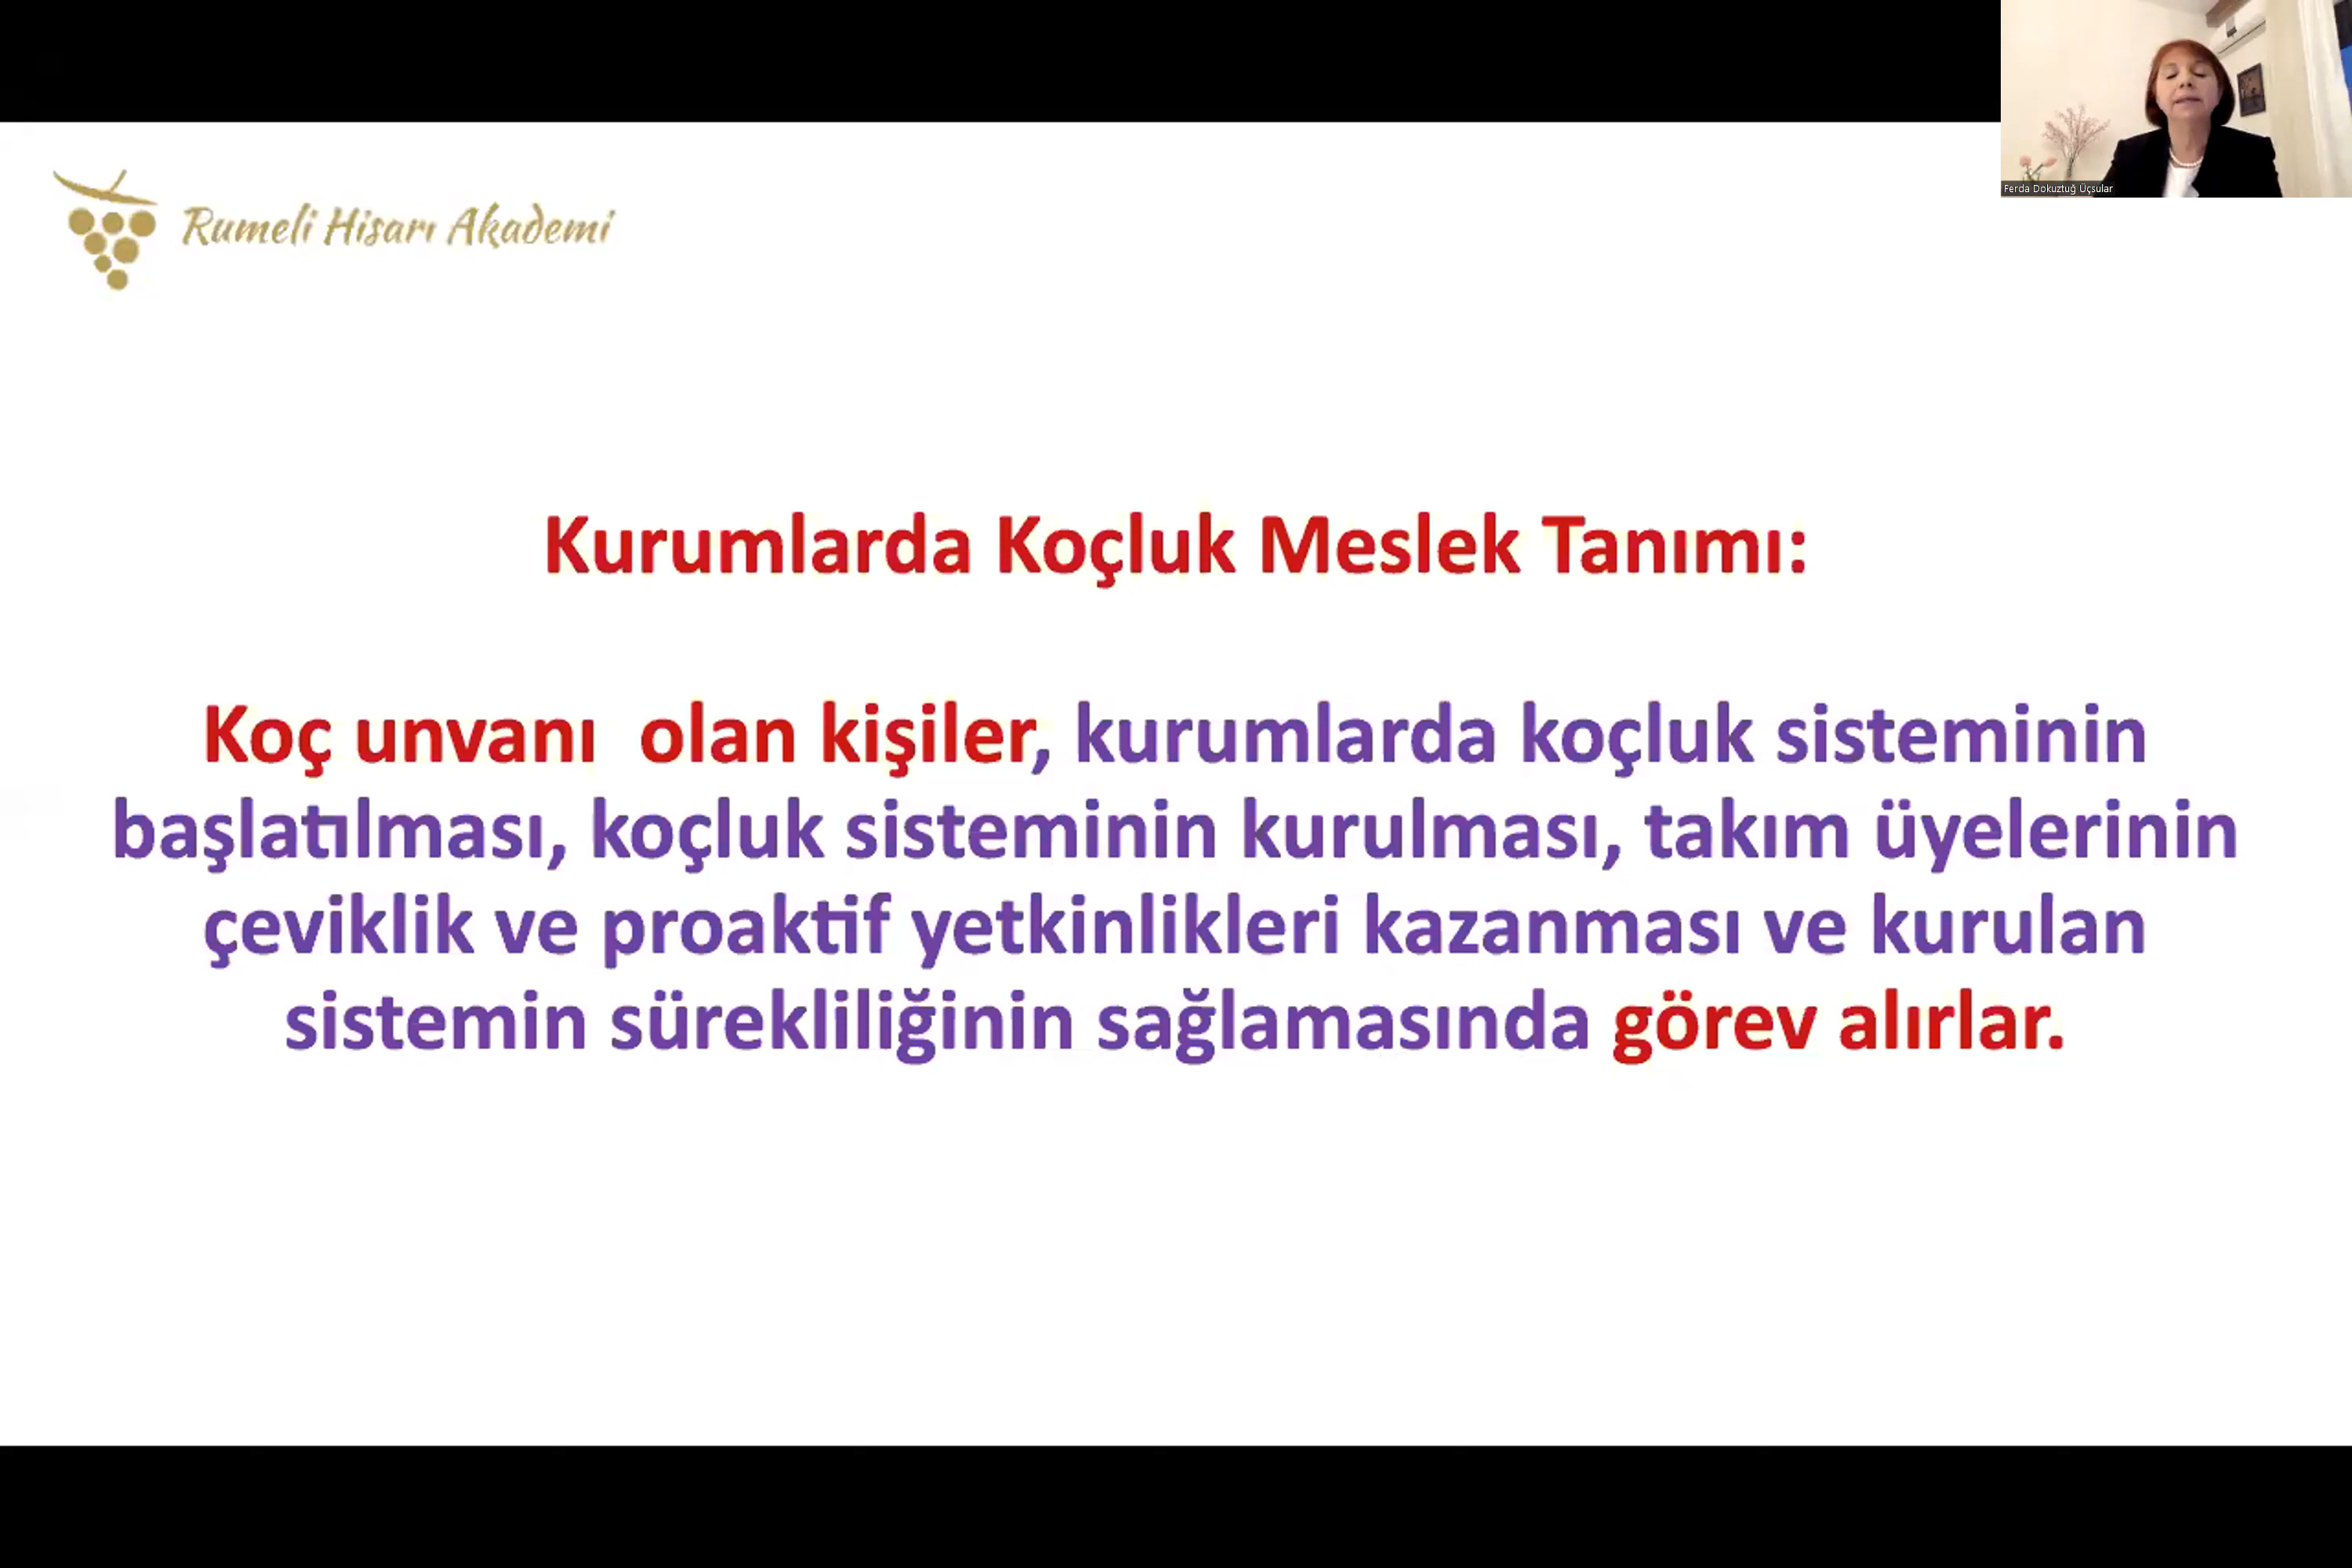 Ferda Dokuztuğ Üçsular
Rumeli Hisarı Akademi
Kurumlarda Koçluk Meslek Tanımı:
Koç unvanı olan kişiler, kurumlarda koçluk sisteminin
başlatılması, koçluk sisteminin kurulması, takım üyelerinin
çeviklik ve proaktif yetkinlikleri kazanması ve kurulan
sistemin sürekliliğinin sağlamasında görev alırlar.